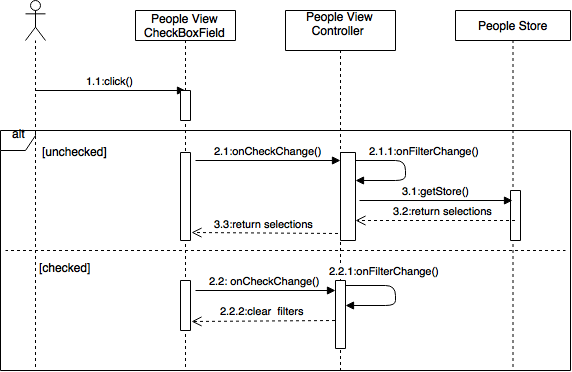 People View
CheckBoxField
People View
Controller
People Store
1.1:click()
alt
[unchecked]
2.1:onCheckChange()
2.1.1:onFilterChange()
3.1:getStore()
3.2:return selections
3.3:return selections
[checked]
2.2.1:onFilterChange()
2.2: onCheckChange()
2.2.2:clear filters